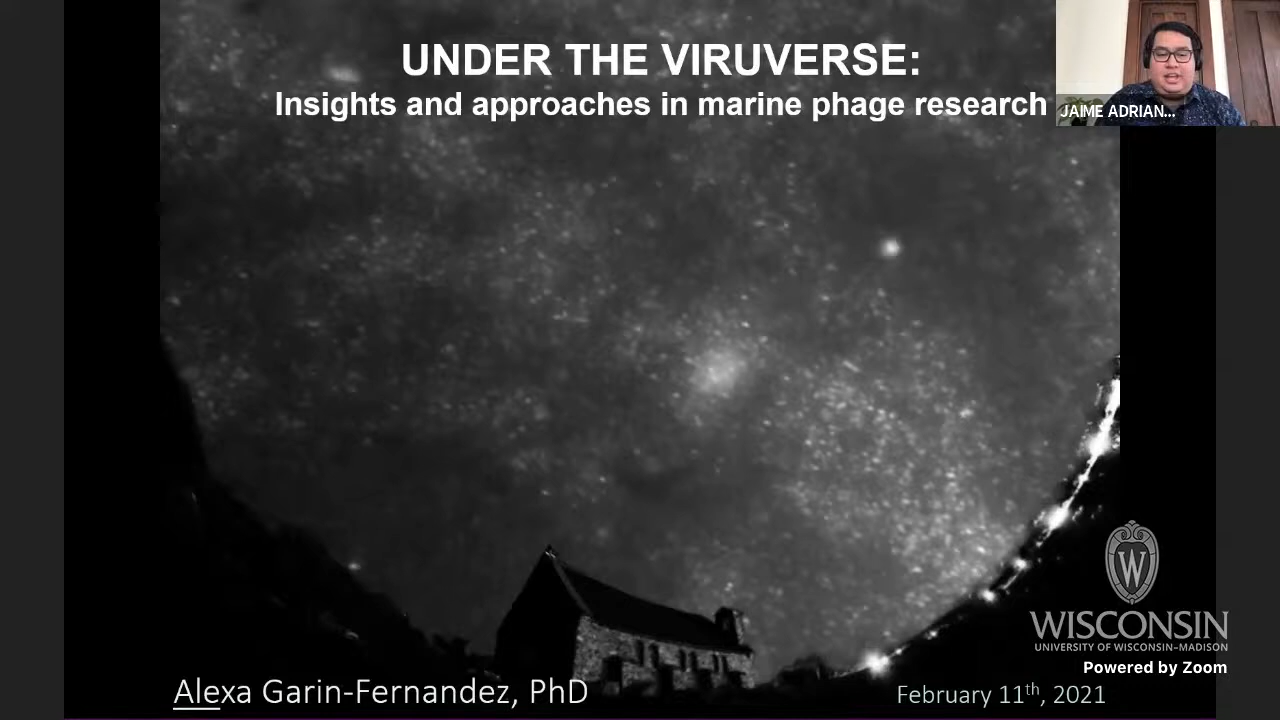 UNDER THE VIRUVERSE:
Insights and approaches in marine phage research
JAIME ADRIAN...
W
WISCONSIN
UNIVERSITY OF WISCONSIN–MADISON
Powered by Zoom
Alexa Garin-Fernandez, PhD
February 11th, 2021